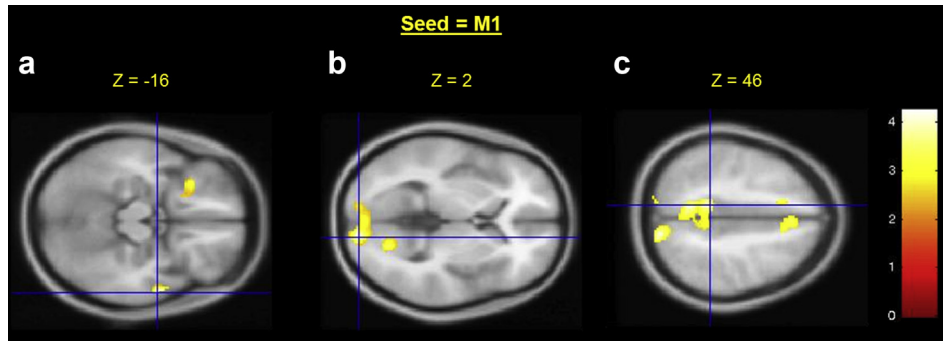 Seed = M1
a
b
c
Z = -16
Z = 2
Z = 46
4
3
2
1
0